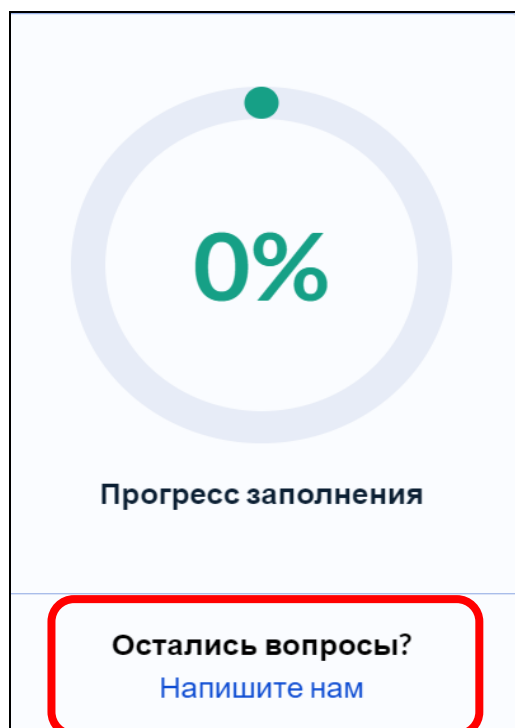 0%
Прогресс заполнения
Остались вопросы?
Напишите нам